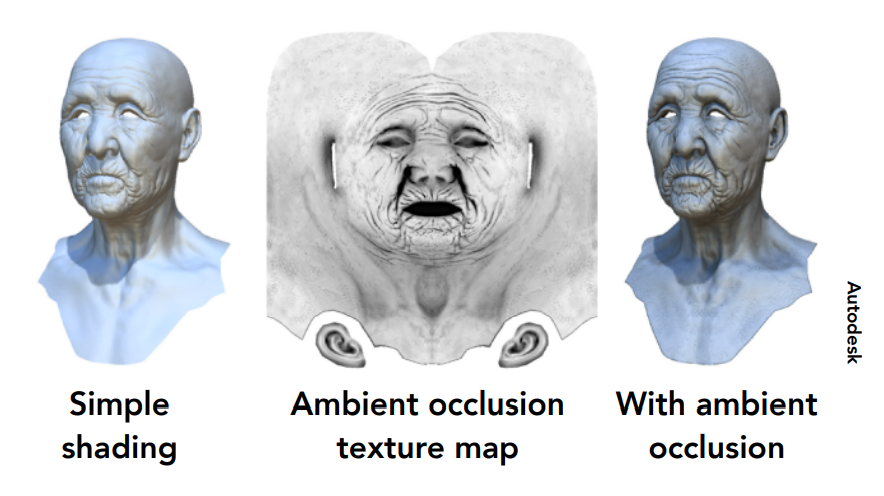 Simple
shading
Ambient occlusion
texture map
With ambient
occlusion
Autodesk